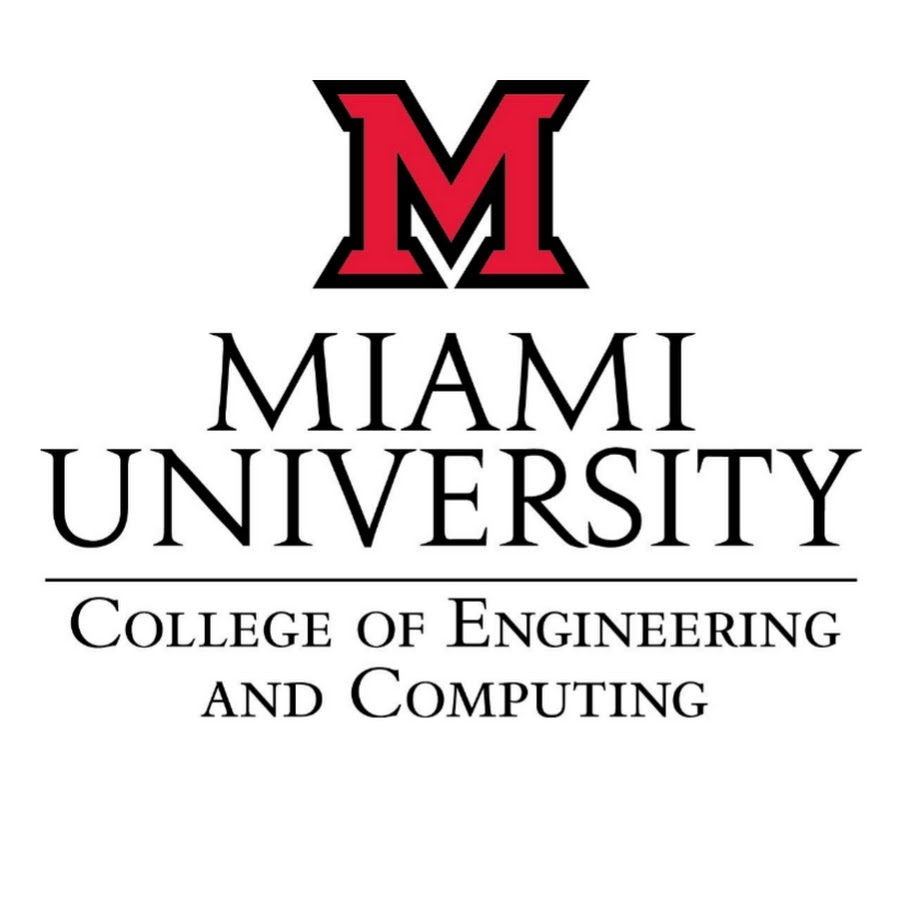 M
MIAMI
UNIVERSITY
COLLEGE OF ENGINEERING
AND COMPUTING